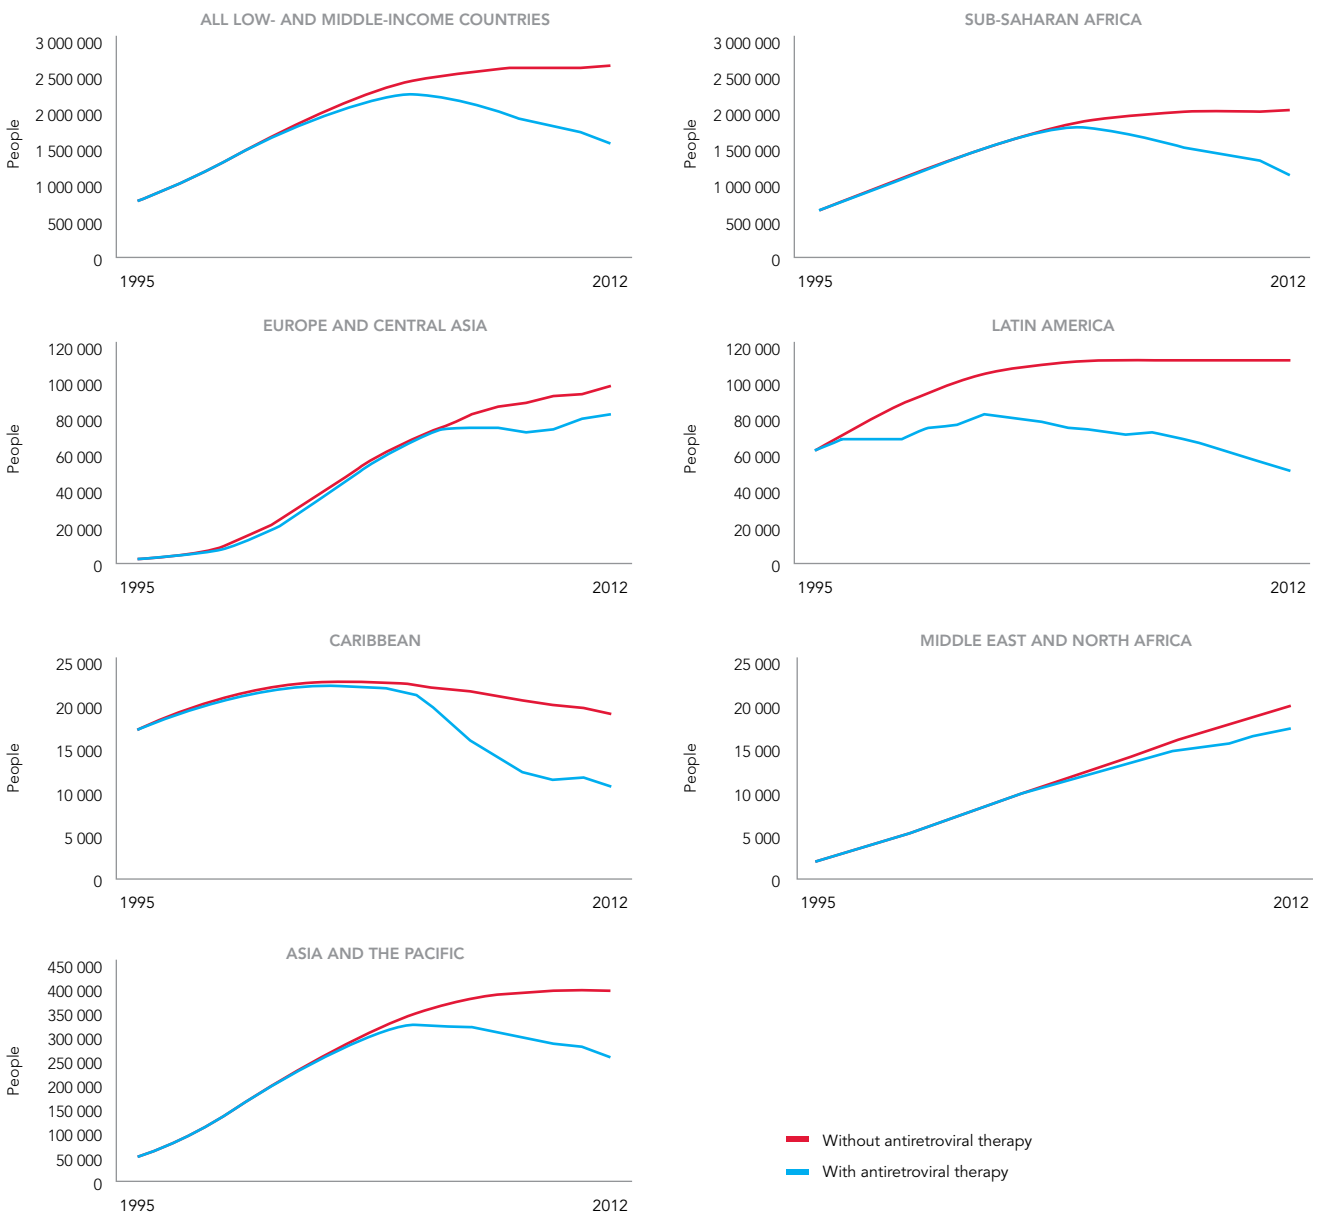 ALL LOW- AND MIDDLE-INCOME COUNTRIES
People
3 000 000
2 500 000
2 000 000
1 500 000
1 000 000
500 000
0
1995 2012
SUB-SAHARAN AFRICA
People
3 000 000
2 500 000
2 000 000
1 500 000
1 000 000
500 000
0
1995 2012
EUROPE AND CENTRAL ASIA
People
120 000
100 000
80 000
60 000
40 000
20 000
0
1995 2012
LATIN AMERICA
People
120 000
100 000
80 000
60 000
40 000
20 000
0
1995 2012
CARIBBEAN
People
25 000
20 000
15 000
10 000
5 000
0
1995 2012
MIDDLE EAST AND NORTH AFRICA
People
25 000
20 000
15 000
10 000
5 000
0
1995 2012
ASIA AND THE PACIFIC
People
450 000
400 000
350 000
300 000
250 000
200 000
150 000
100 000
50 000
0
1995 2012
Without antiretroviral therapy
With antiretroviral therapy